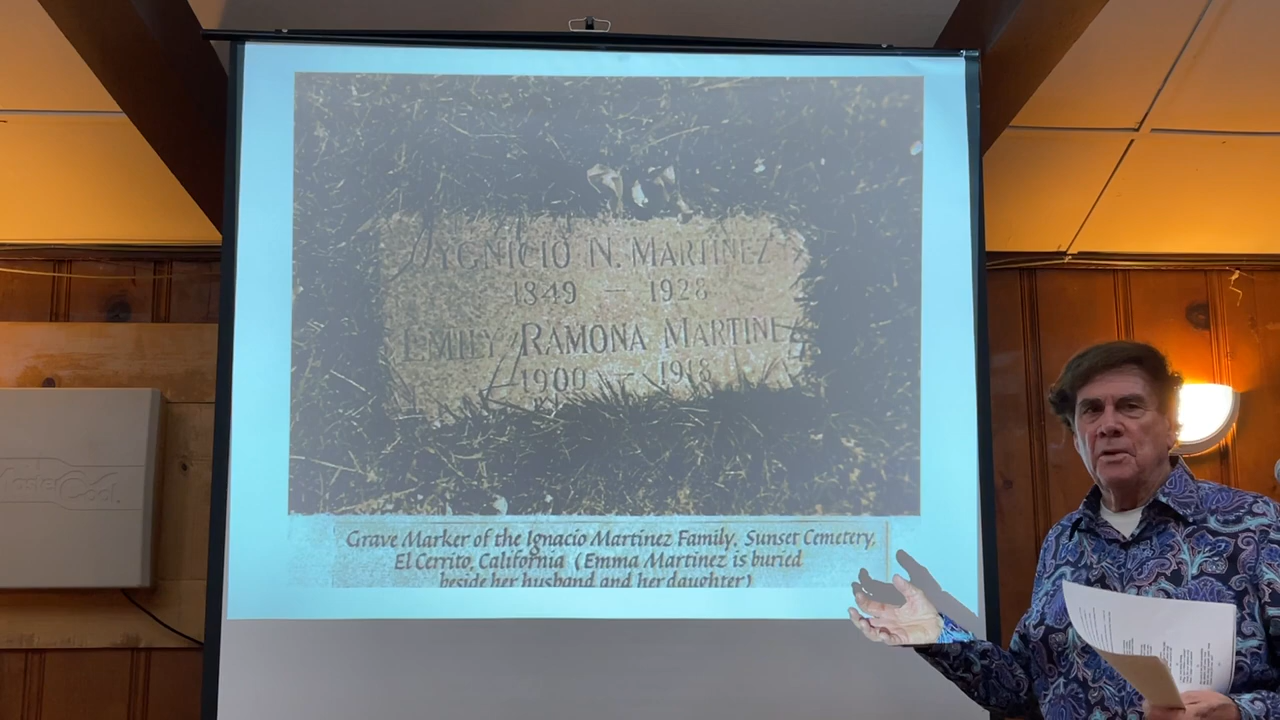 YGNICIO N. MARTINEZ
1849 — 1928
EMILY RAMONA MARTINEZ
1900 — 1918
Grave Marker of the Ignacio Martinez Family, Sunset Cemetery,
El Cerrito, California (Emma Martinez is buried
beside her husband and her daughter)
MasterCool